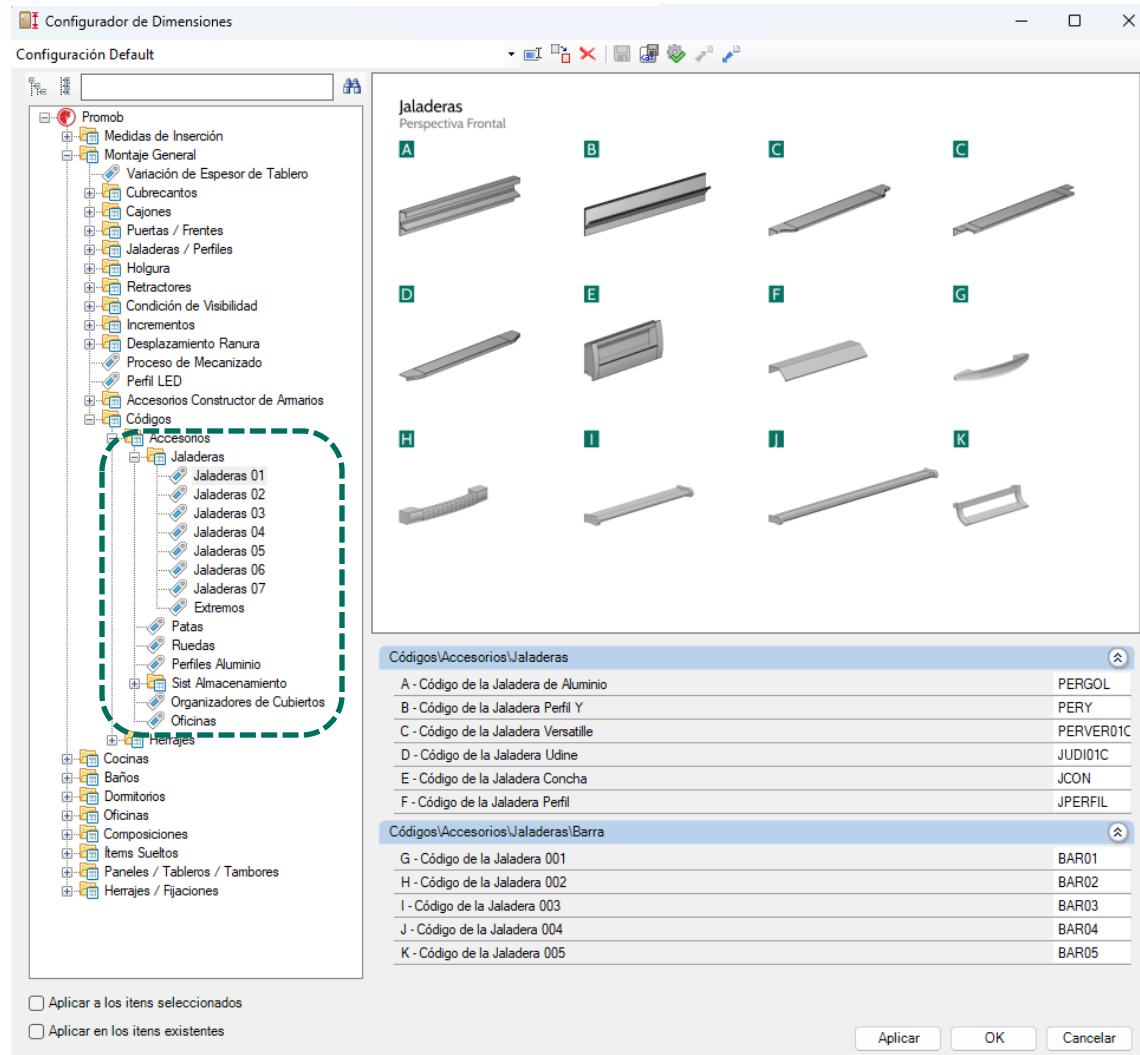 Configurador de Dimensiones
Configuración Default
Promob
Medidas de Inserción
Montaje General
Variación de Espesor de Tablero
Cubrecantos
Cajones
Puertas / Frentes
Jaladeras / Perfiles
Holgura
Retractores
Condición de Visibilidad
Incrementos
Desplazamiento Ranura
Proceso de Mecanizado
Perfil LED
Accesorios Constructor de Armarios
Códigos
Accesorios
Jaladeras
Jaladeras 01
Jaladeras 02
Jaladeras 03
Jaladeras 04
Jaladeras 05
Jaladeras 06
Jaladeras 07
Extremos
Patas
Ruedas
Perfiles Aluminio
Sist Almacenamiento
Organizadores de Cubiertos
Oficinas
Herrajes
Cocinas
Baños
Dormitorios
Oficinas
Composiciones
Ítems Sueltos
Paneles / Tableros / Tambores
Herrajes / Fijaciones
Jaladeras
Perspectiva Frontal
A B C C
D E F G
H I J K
Códigos\Accesorios\Jaladeras
A - Código de la Jaladera de Aluminio PERGOL
B - Código de la Jaladera Perfil Y PERY
C - Código de la Jaladera Versatille PERVER01C
D - Código de la Jaladera Udine JUDI01C
E - Código de la Jaladera Concha JCON
F - Código de la Jaladera Perfil JPERFIL
Códigos\Accesorios\Jaladeras\Barra
G - Código de la Jaladera 001 BAR01
H - Código de la Jaladera 002 BAR02
I - Código de la Jaladera 003 BAR03
J - Código de la Jaladera 004 BAR04
K - Código de la Jaladera 005 BAR05
Aplicar a los itens seleccionados
Aplicar en los itens existentes
Aplicar OK Cancelar